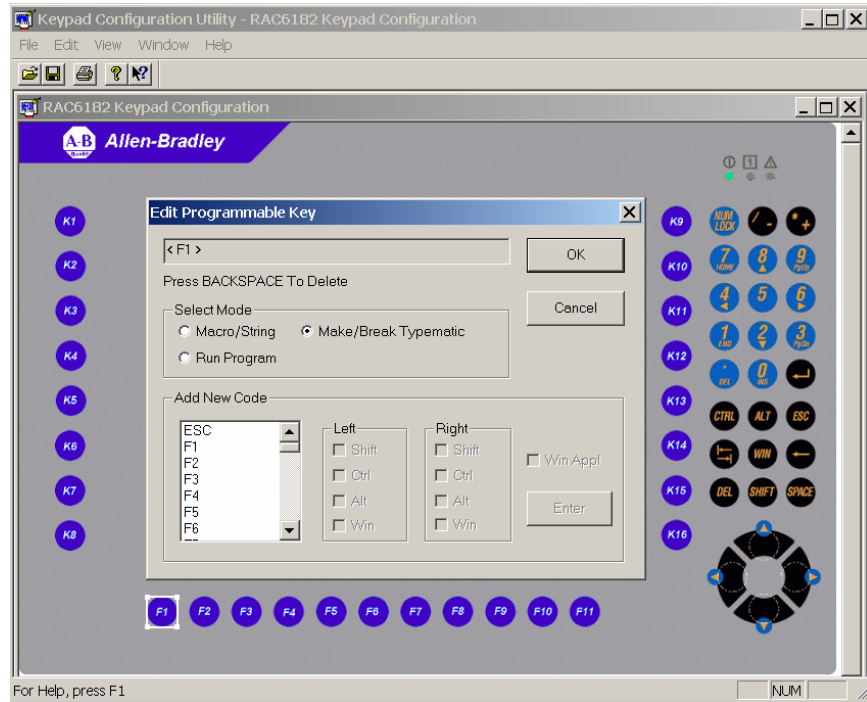 Keypad Configuration Utility - RAC6182 Keypad Configuration
File Edit View Window Help
RAC6182 Keypad Configuration
A·B Allen-Bradley
K1
K2
K3
K4
K5
K6
K7
K8
Edit Programmable Key
<F1>
OK
Press BACKSPACE To Delete
Cancel
Select Mode
Macro/String Make/Break Typematic
Run Program
Add New Code
ESC
F1
F2
F3
F4
F5
F6
Left
Shift
Ctrl
Alt
Win
Right
Shift
Ctrl
Alt
Win
Win Appl
Enter
K9
K10
K11
K12
K13
K14
K15
K16
1
NUM LOCK / - * +
7 HOME 8 9 PgUp
4 5 6
1 END 2 3 PgDn
. DEL 0 INS
CTRL ALT ESC
WIN
DEL SHIFT SPACE
F1 F2 F3 F4 F5 F6 F7 F8 F9 F10 F11
For Help, press F1
NUM